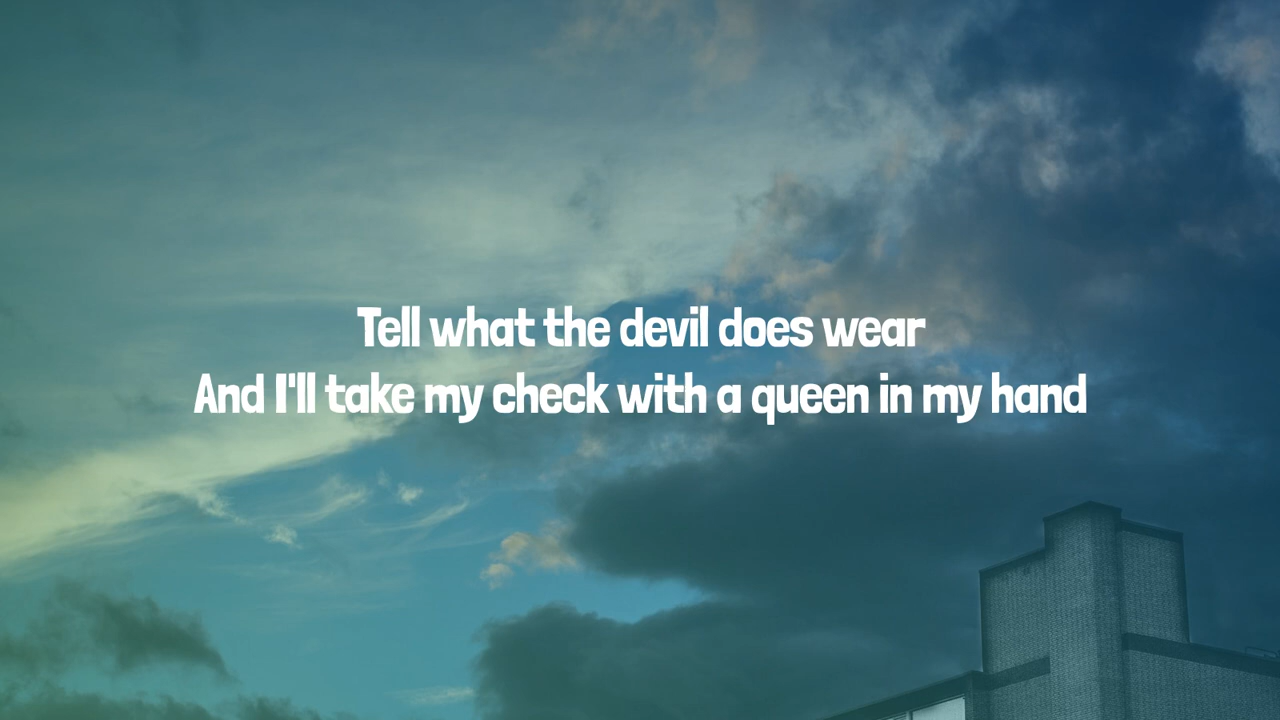 Tell what the devil does wear
And I'll take my check with a queen in my hand